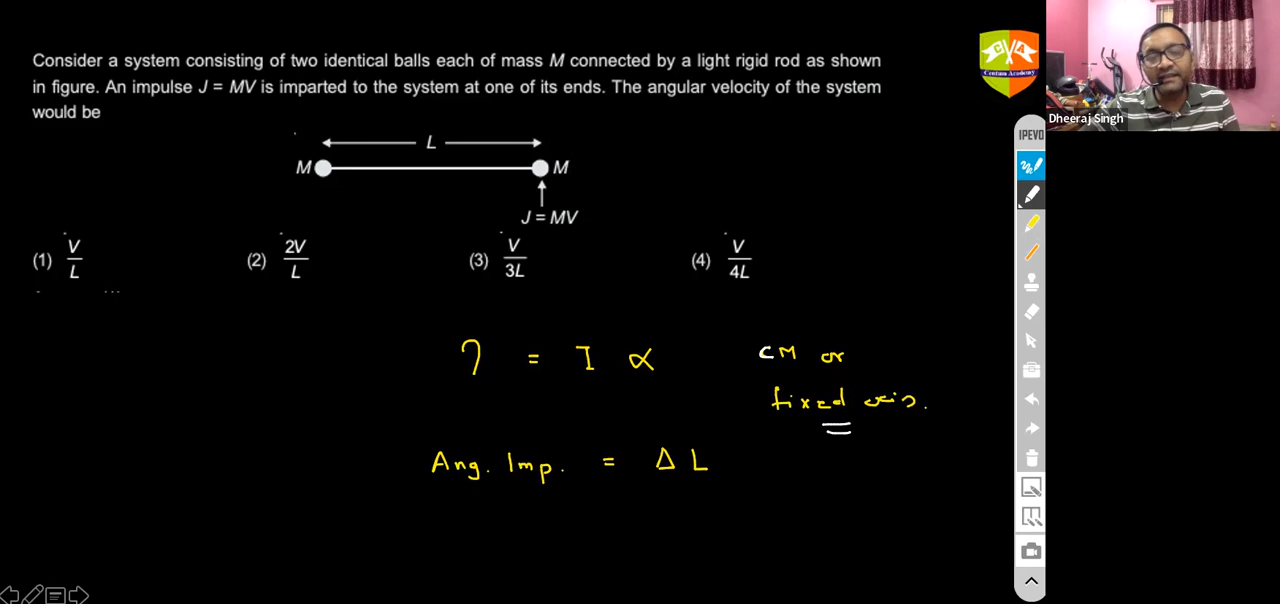 Consider a system consisting of two identical balls each of mass M connected by a light rigid rod as shown
in figure. An impulse J = MV is imparted to the system at one of its ends. The angular velocity of the system
would be
L
M
M
J = MV
(1) V/L
(2) 2V/L
(3) V/3L
(4) V/4L
τ = I α
CM or
fixed axis.
Ang. Imp. = Δ L
C A
Centum Academy
Dheeraj Singh
IPEVO